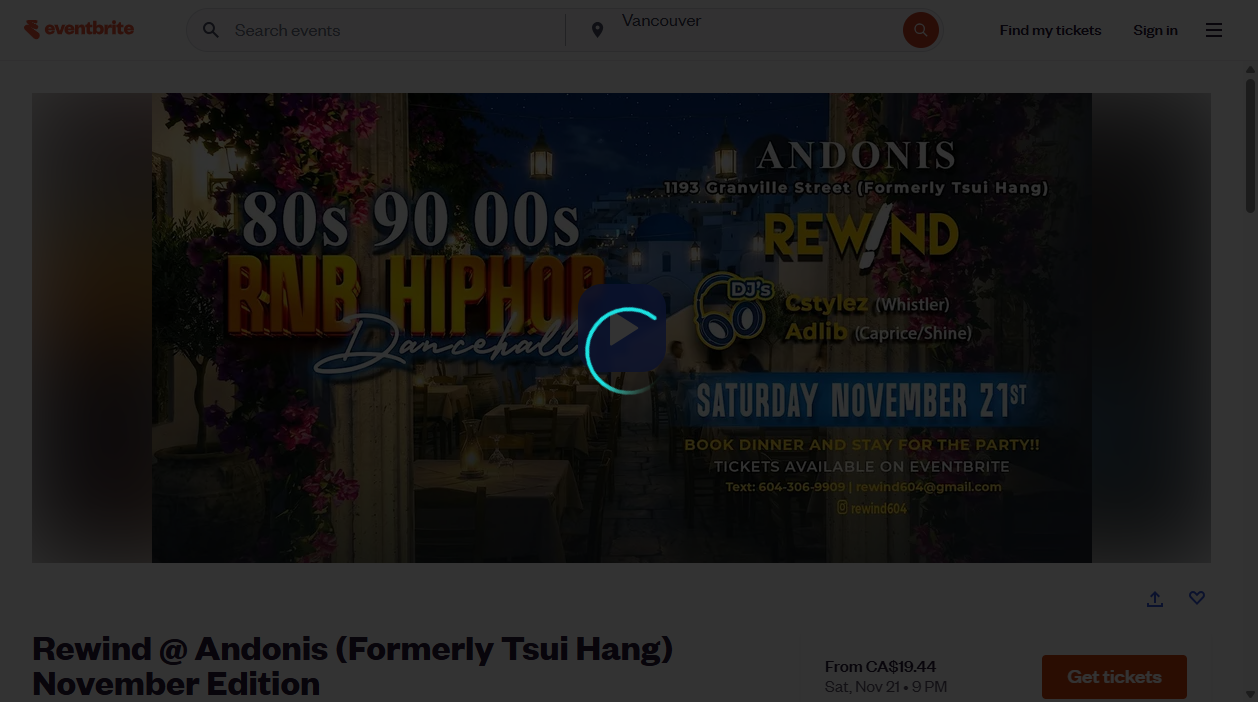 eventbrite
Search events
Vancouver
Find my tickets
Sign in
80s 90 00s
RNB HIPHOP
Dancehall
ANDONIS
1193 Granville Street (Formerly Tsui Hang)
REWIND
DJ's
Cstylez (Whistler)
Adlib (Caprice/Shine)
SATURDAY NOVEMBER 21ST
BOOK DINNER AND STAY FOR THE PARTY!!
TICKETS AVAILABLE ON EVENTBRITE
Text: 604-306-9909 | rewind604@gmail.com
rewind604
Rewind @ Andonis (Formerly Tsui Hang)
November Edition
From CA$19.44
Sat, Nov 21 • 9 PM
Get tickets